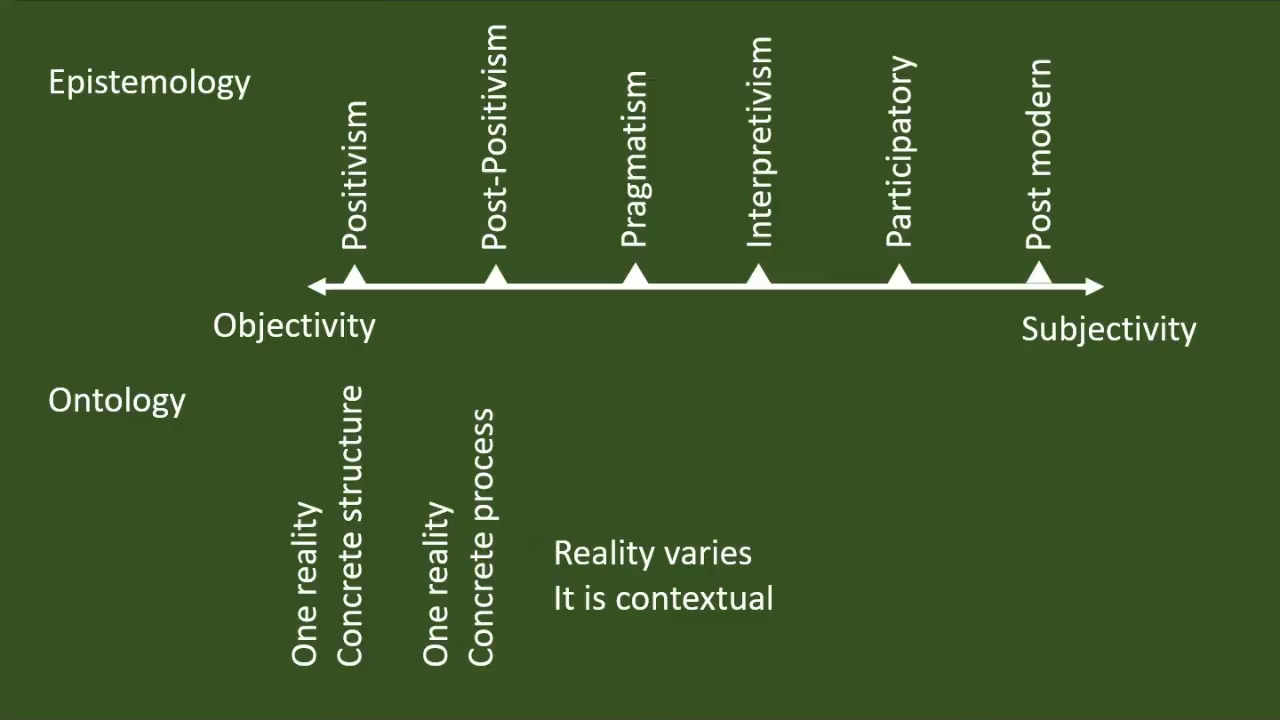 Epistemology
Positivism
Post-Positivism
Pragmatism
Interpretivism
Participatory
Post modern
Objectivity
Subjectivity
Ontology
One reality
Concrete structure
One reality
Concrete process
Reality varies
It is contextual